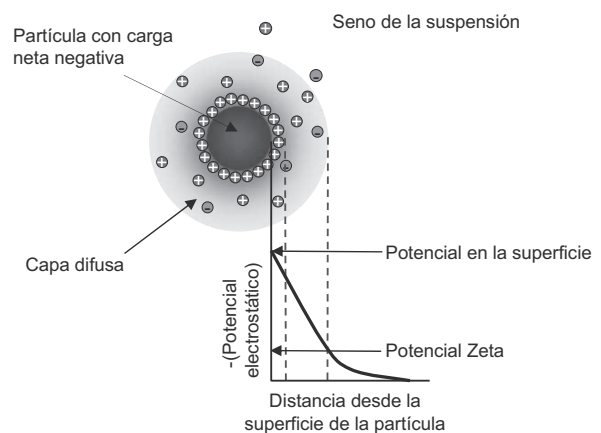 Seno de la suspensión
Partícula con carga
neta negativa
Capa difusa
Potencial en la superficie
-(Potencial
electrostático)
Potencial Zeta
Distancia desde la
superficie de la partícula